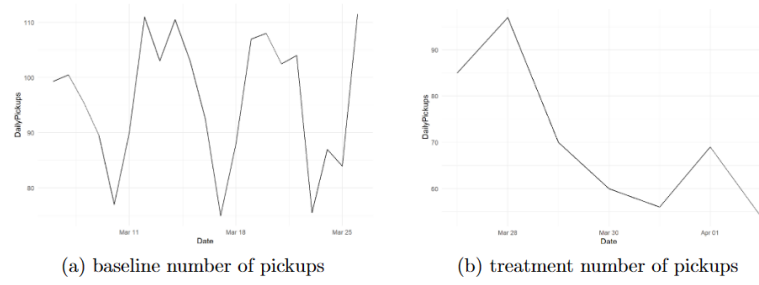 110
100
90
80
DailyPickups
Mar 11
Mar 18
Mar 25
Date
(a) baseline number of pickups
90
80
70
60
DailyPickups
Mar 28
Mar 30
Apr 01
Date
(b) treatment number of pickups